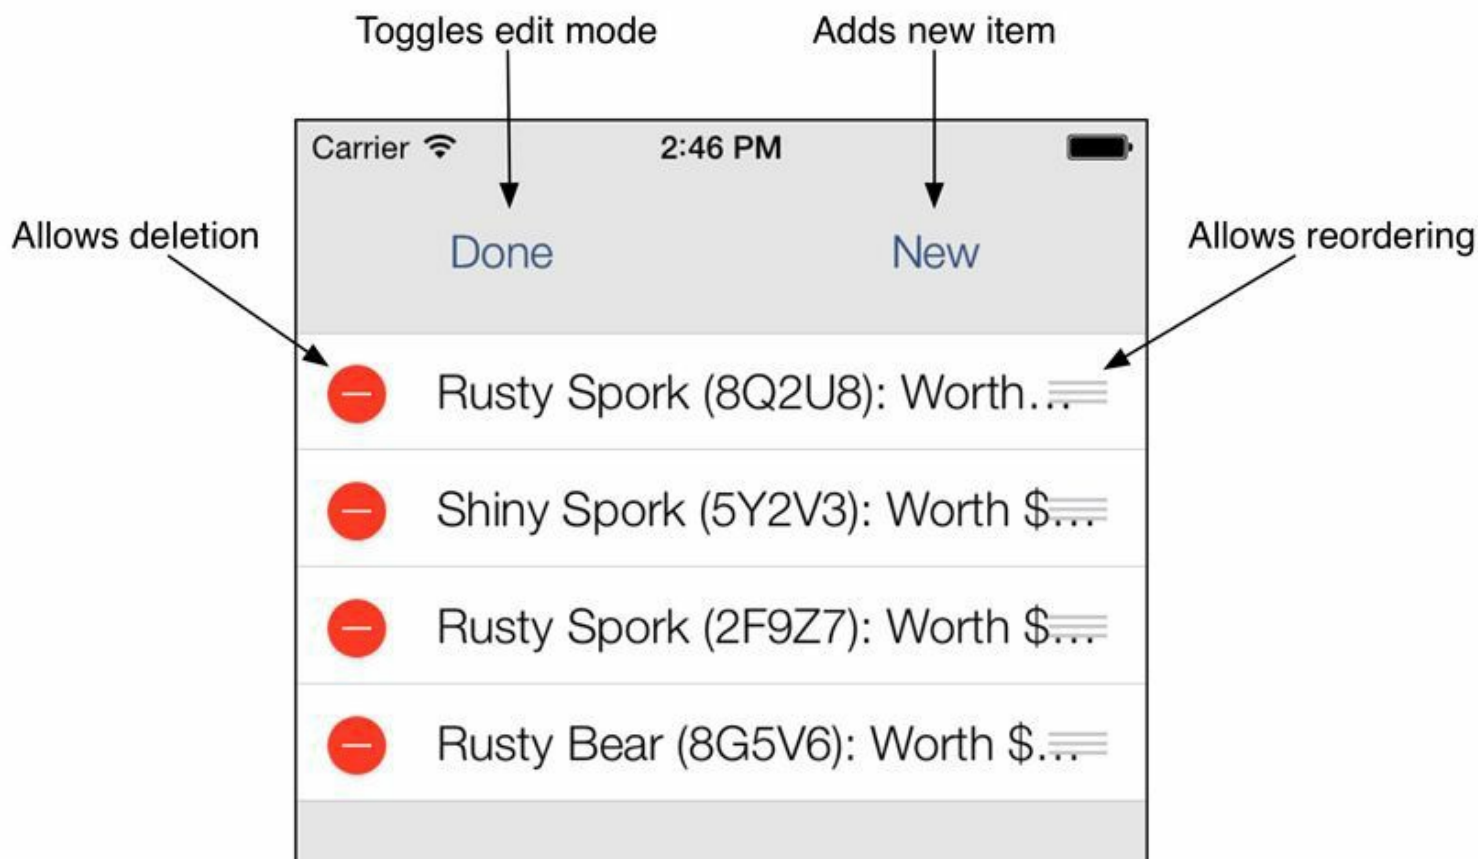 Toggles edit mode
Adds new item
Carrier
2:46 PM
Allows deletion
Done
New
Allows reordering
Rusty Spork (8Q2U8): Worth...
Shiny Spork (5Y2V3): Worth $...
Rusty Spork (2F9Z7): Worth $...
Rusty Bear (8G5V6): Worth $...